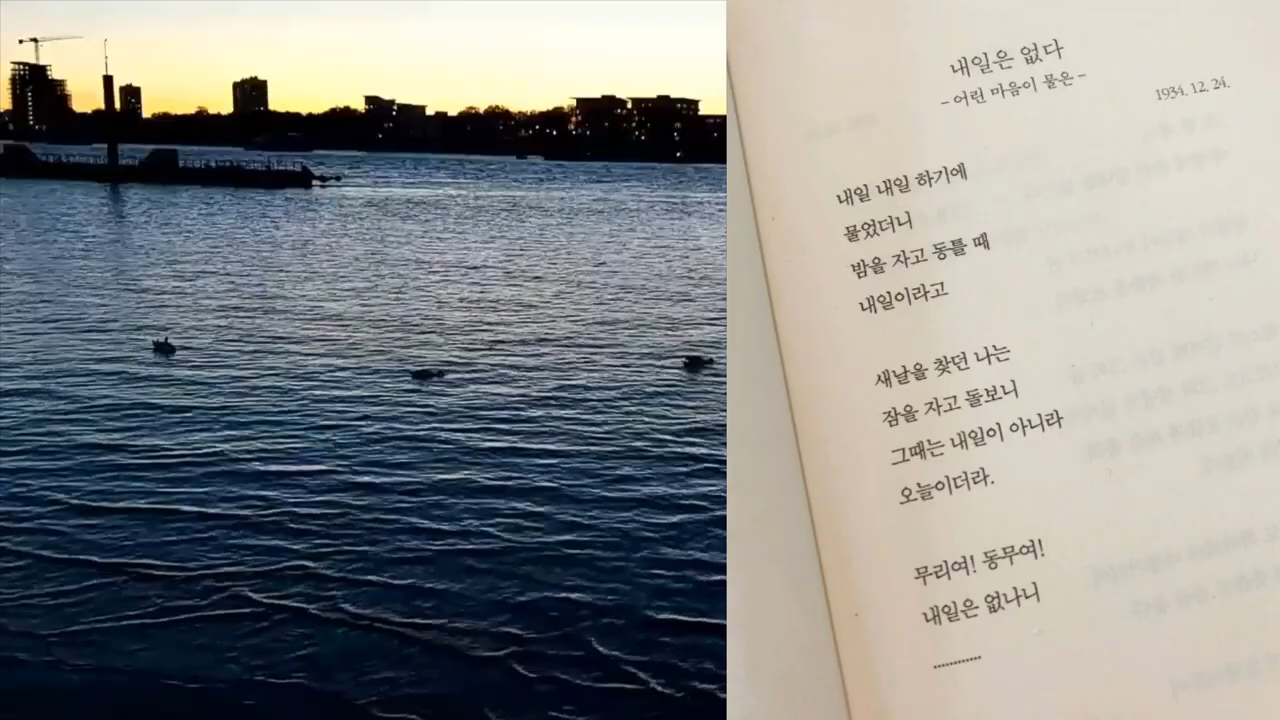 내일은 없다
- 어린 마음이 물은 -
1934. 12. 24.
내일 내일 하기에
물었더니
밤을 자고 동틀 때
내일이라고
새날을 찾던 나는
잠을 자고 돌보니
그때는 내일이 아니라
오늘이더라.
무리여! 동무여!
내일은 없나니
............